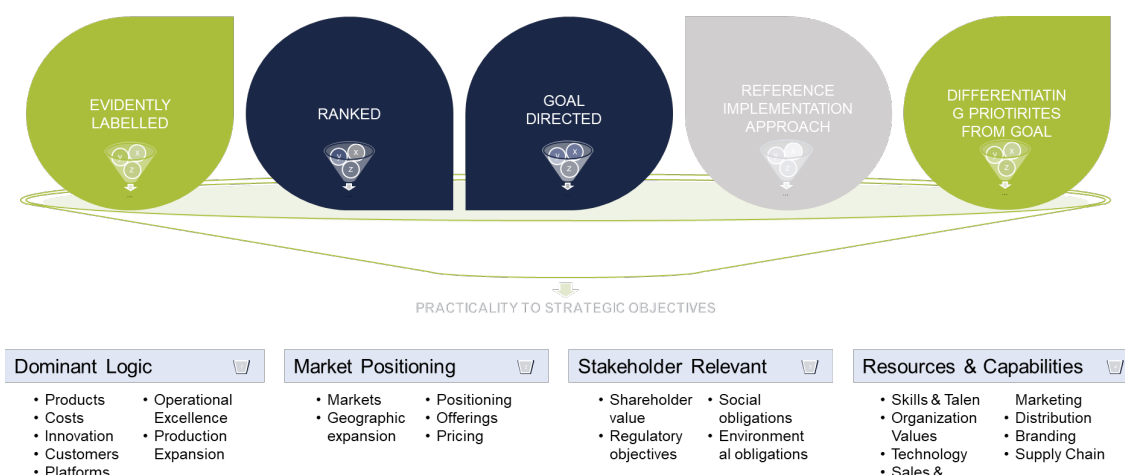 EVIDENTLY
LABELLED
RANKED
GOAL
DIRECTED
REFERENCE
IMPLEMENTATION
APPROACH
DIFFERENTIATIN
G PRIOTIRITES
FROM GOAL
Y X
Z
...
Y X
Z
...
Y X
Z
...
...
Y X
Z
...
PRACTICALITY TO STRATEGIC OBJECTIVES
Dominant Logic
• Products
• Costs
• Innovation
• Customers
• Platforms
• Operational
Excellence
• Production
Expansion
Market Positioning
• Markets
• Geographic
expansion
• Positioning
• Offerings
• Pricing
Stakeholder Relevant
• Shareholder
value
• Regulatory
objectives
• Social
obligations
• Environment
al obligations
Resources & Capabilities
• Skills & Talen
• Organization
Values
• Technology
• Sales &
Marketing
• Distribution
• Branding
• Supply Chain